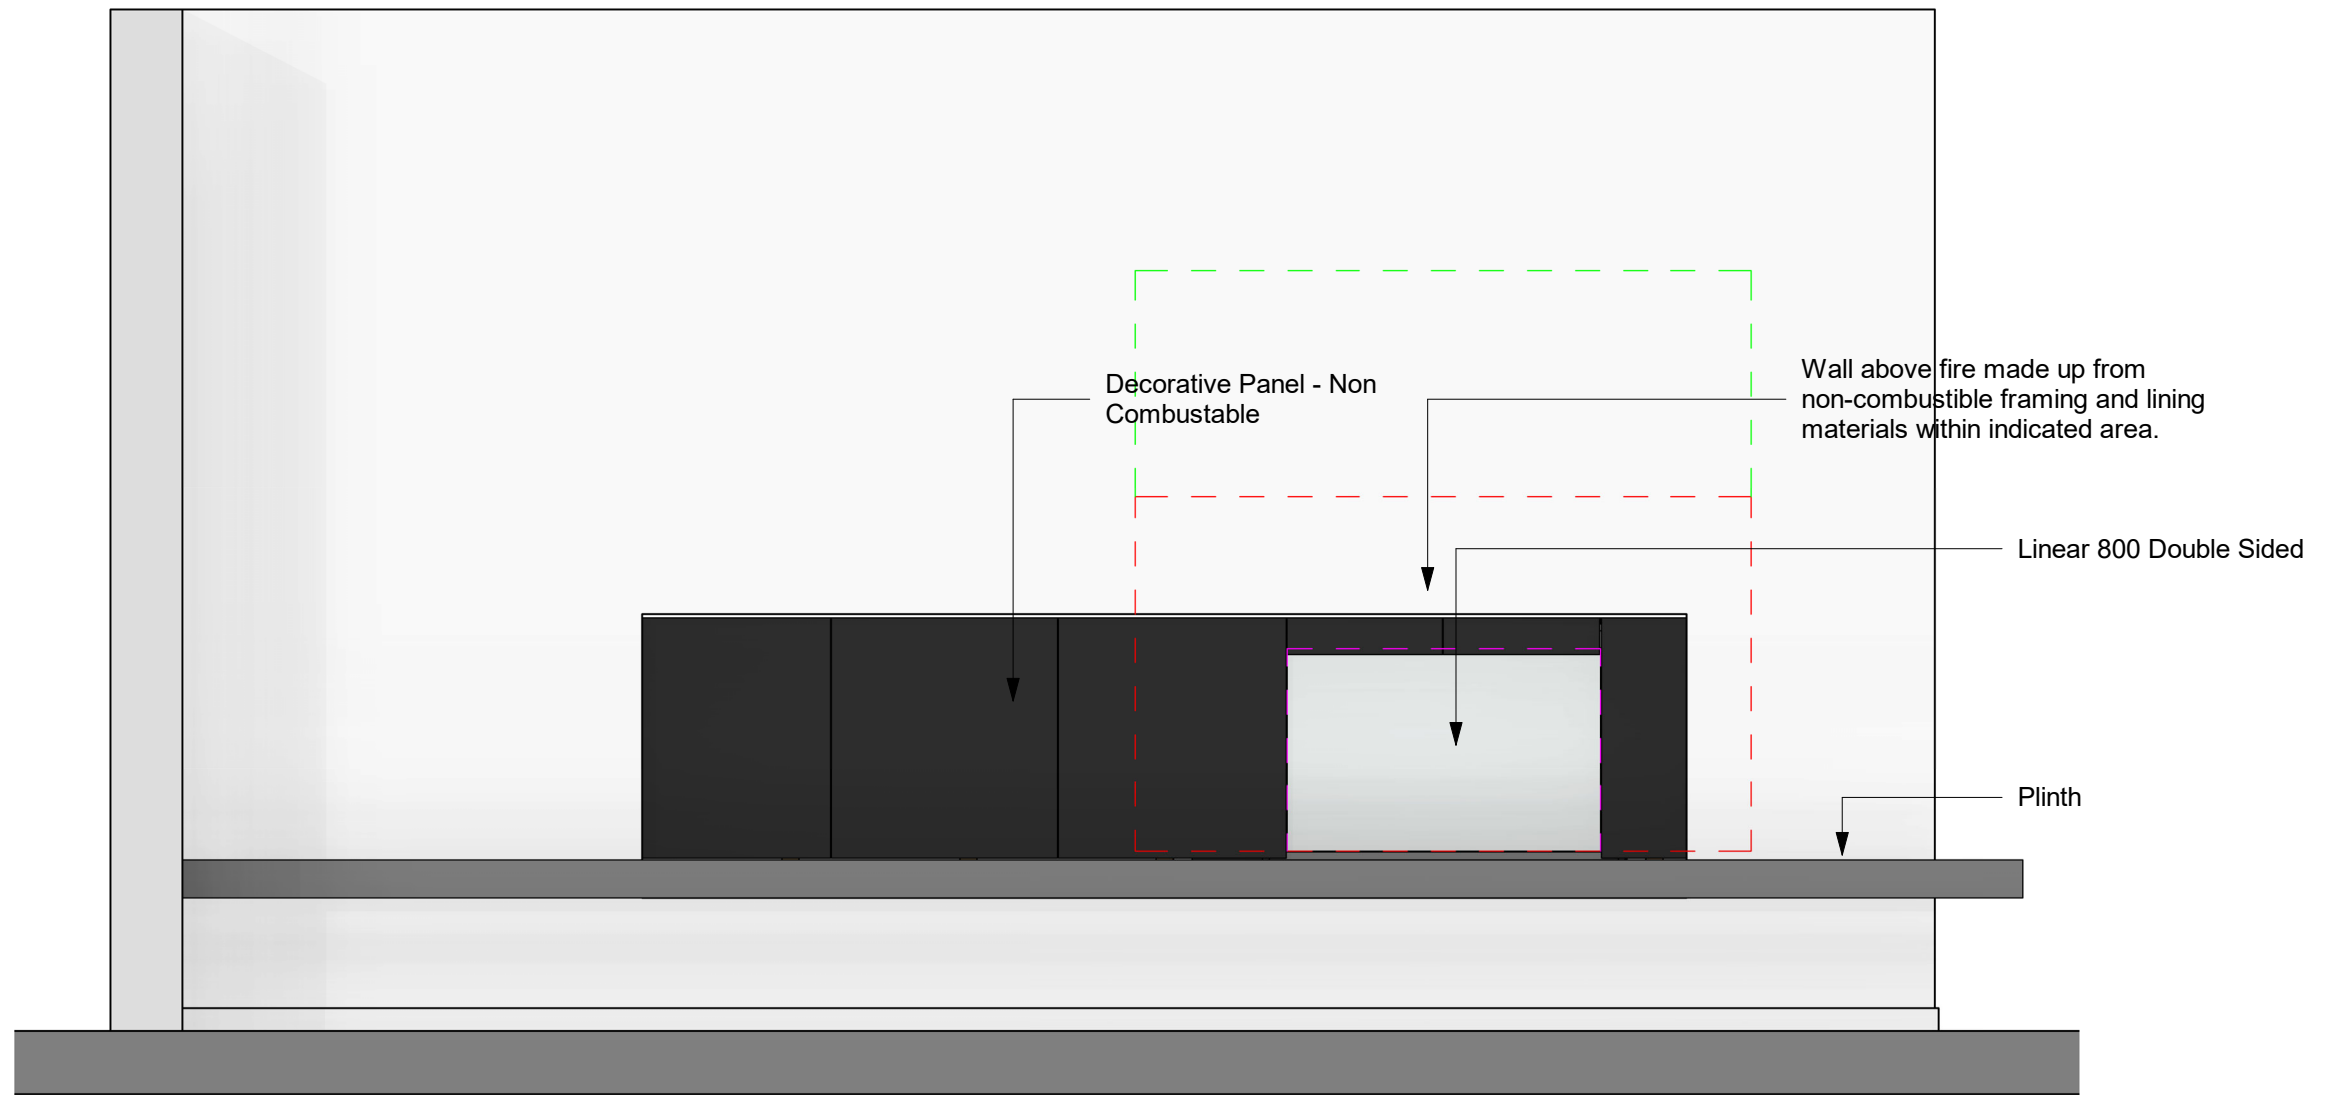 Decorative Panel - Non
Combustable
Wall above fire made up from
non-combustible framing and lining
materials within indicated area.
Linear 800 Double Sided
Plinth